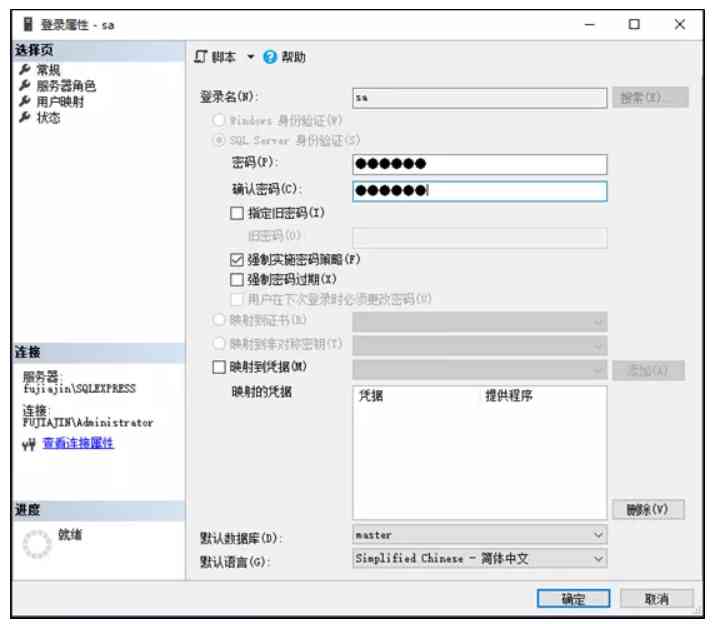 登录属性 - sa
选择页
常规
服务器角色
用户映射
状态
脚本 帮助
登录名(N): sa 搜索(E)...
Windows 身份验证(W)
SQL Server 身份验证(S)
密码(P): ●●●●●●
确认密码(C): ●●●●●●
指定旧密码(I)
旧密码(O):
强制实施密码策略(F)
强制密码过期(X)
用户在下次登录时必须更改密码(U)
映射到证书(R)
映射到非对称密钥(T)
映射到凭据(M) 添加(A)
映射的凭据 凭据 提供程序
删除(V)
默认数据库(D): master
默认语言(G): Simplified Chinese - 简体中文
连接
服务器:
fujiajin\SQLEXPRESS
连接:
FUJIAJIN\Administrator
查看连接属性
进度
就绪
确定 取消